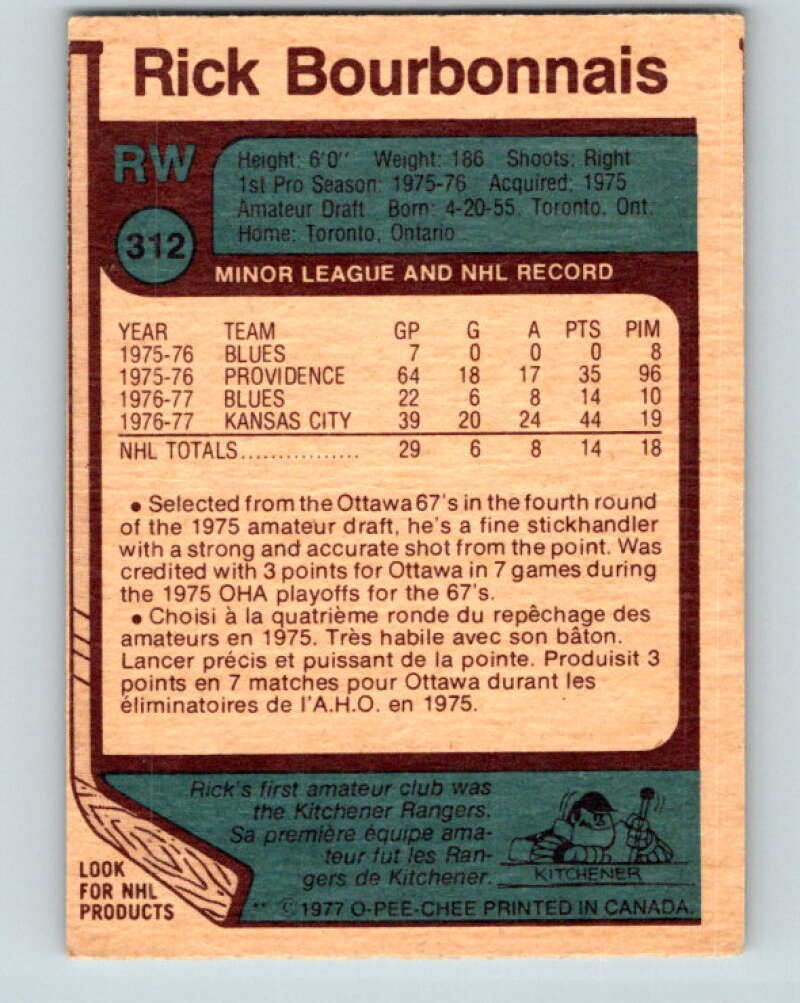 Rick Bourbonnais
RW
312
Height: 6'0" Weight: 186 Shoots: Right
1st Pro Season: 1975-76 Acquired: 1975
Amateur Draft Born: 4-20-55. Toronto, Ont.
Home: Toronto, Ontario
MINOR LEAGUE AND NHL RECORD
YEAR TEAM GP G A PTS PIM
1975-76 BLUES 7 0 0 0 8
1975-76 PROVIDENCE 64 18 17 35 96
1976-77 BLUES 22 6 8 14 10
1976-77 KANSAS CITY 39 20 24 44 19
NHL TOTALS................ 29 6 8 14 18
• Selected from the Ottawa 67's in the fourth round
of the 1975 amateur draft, he's a fine stickhandler
with a strong and accurate shot from the point. Was
credited with 3 points for Ottawa in 7 games during
the 1975 OHA playoffs for the 67's.
• Choisi à la quatrième ronde du repêchage des
amateurs en 1975. Très habile avec son bâton.
Lancer précis et puissant de la pointe. Produisit 3
points en 7 matches pour Ottawa durant les
éliminatoires de l'A.H.O. en 1975.
Rick's first amateur club was
the Kitchener Rangers.
Sa première équipe ama-
teur fut les Ran-
gers de Kitchener.
KITCHENER
LOOK
FOR NHL
PRODUCTS
** © 1977 O-PEE-CHEE PRINTED IN CANADA.